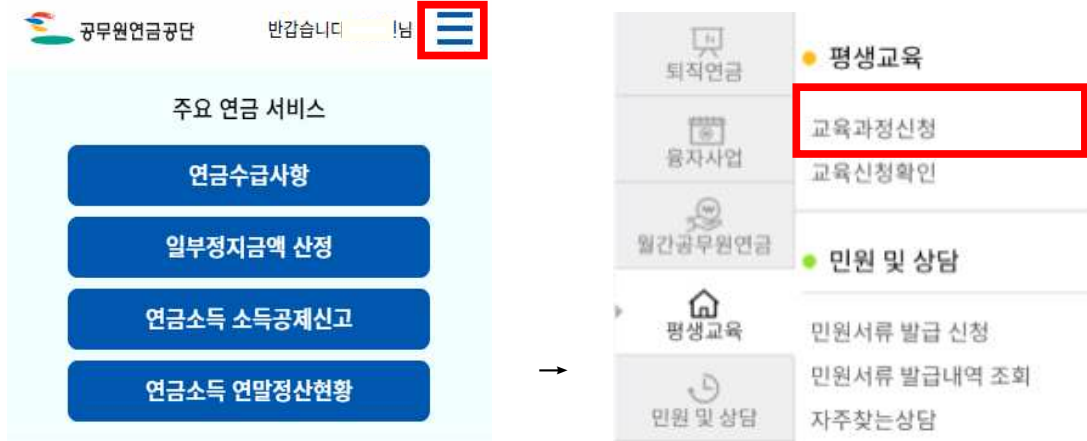 공무원연금공단
반갑습니다 님
주요 연금 서비스
연금수급사항
일부정지금액 산정
연금소득 소득공제신고
연금소득 연말정산현황
→
퇴직연금
융자사업
월간공무원연금
평생교육
민원 및 상담
평생교육
교육과정신청
교육신청확인
민원 및 상담
민원서류 발급 신청
민원서류 발급내역 조회
자주찾는상담